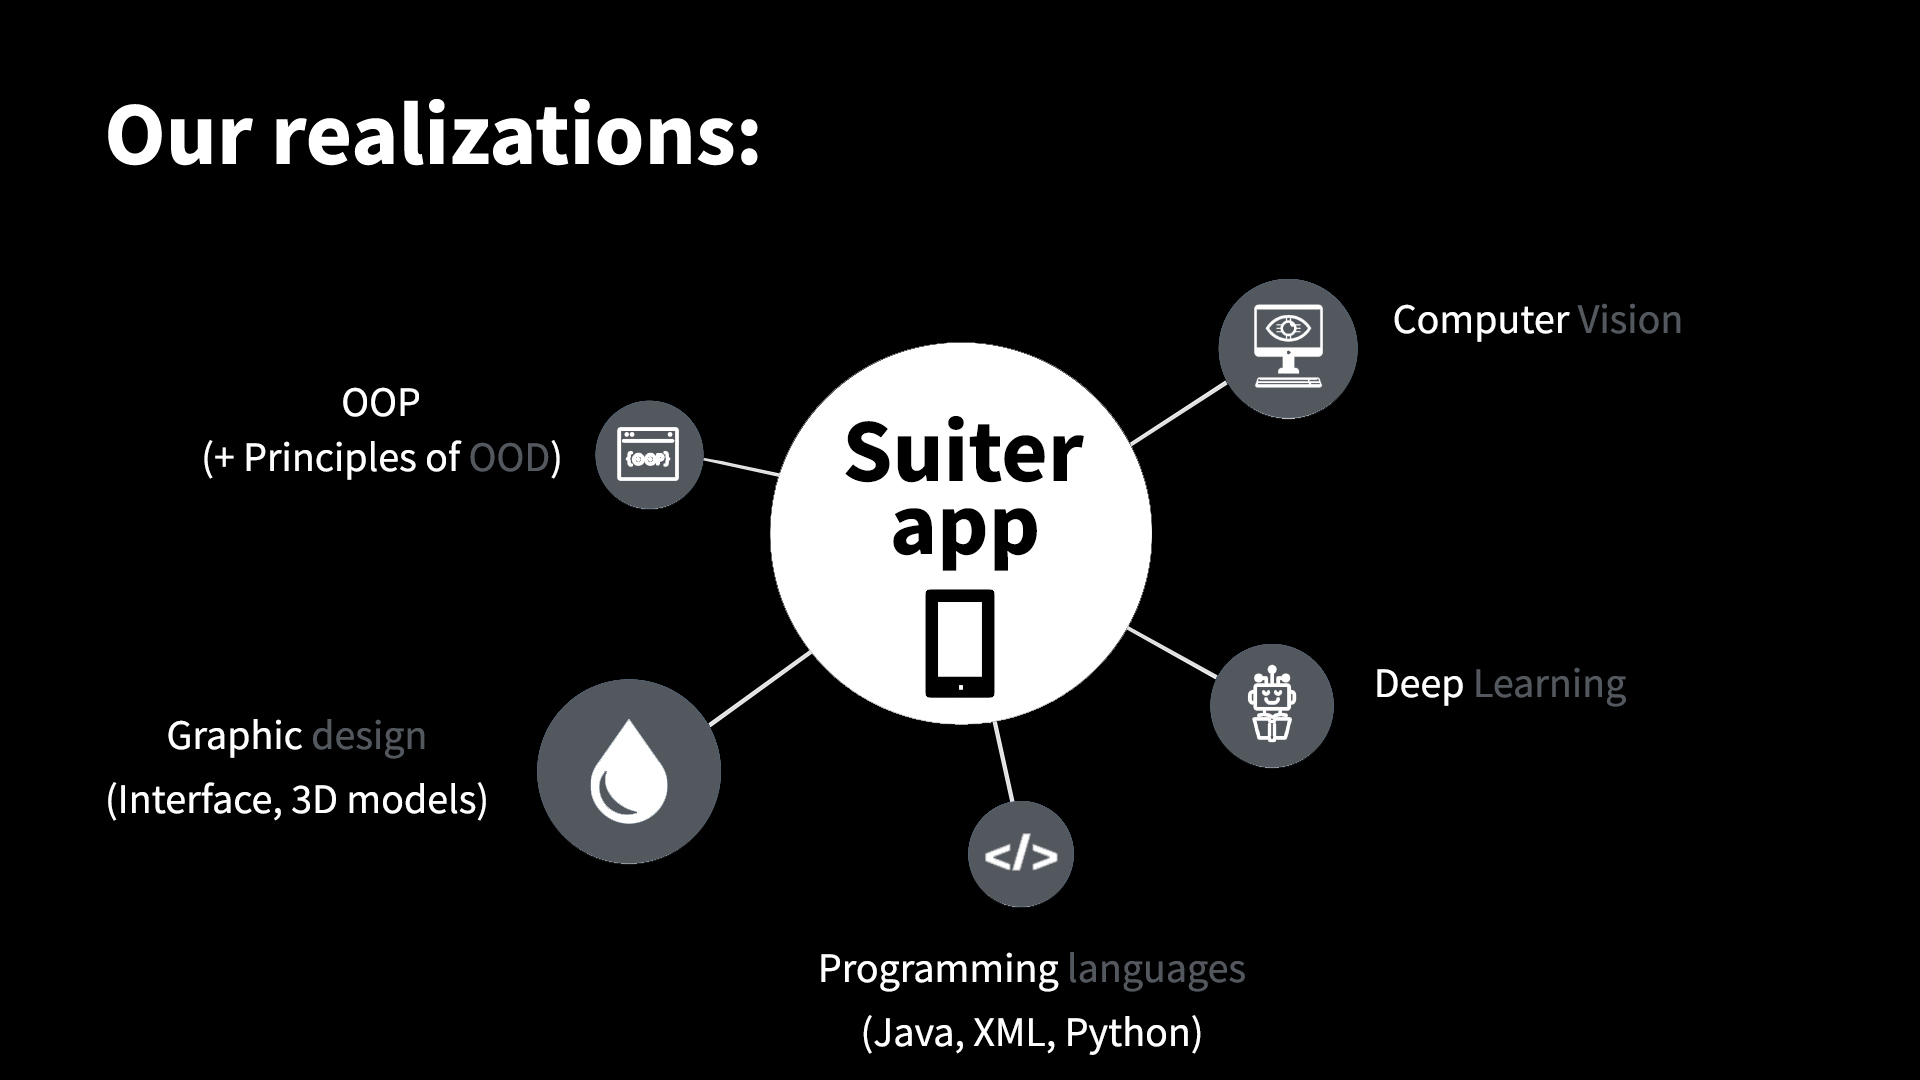 Our realizations:
Computer Vision
OOP
(+ Principles of OOD)
{OOP}
Suiter
app
Deep Learning
Graphic design
(Interface, 3D models)
</>
Programming languages
(Java, XML, Python)